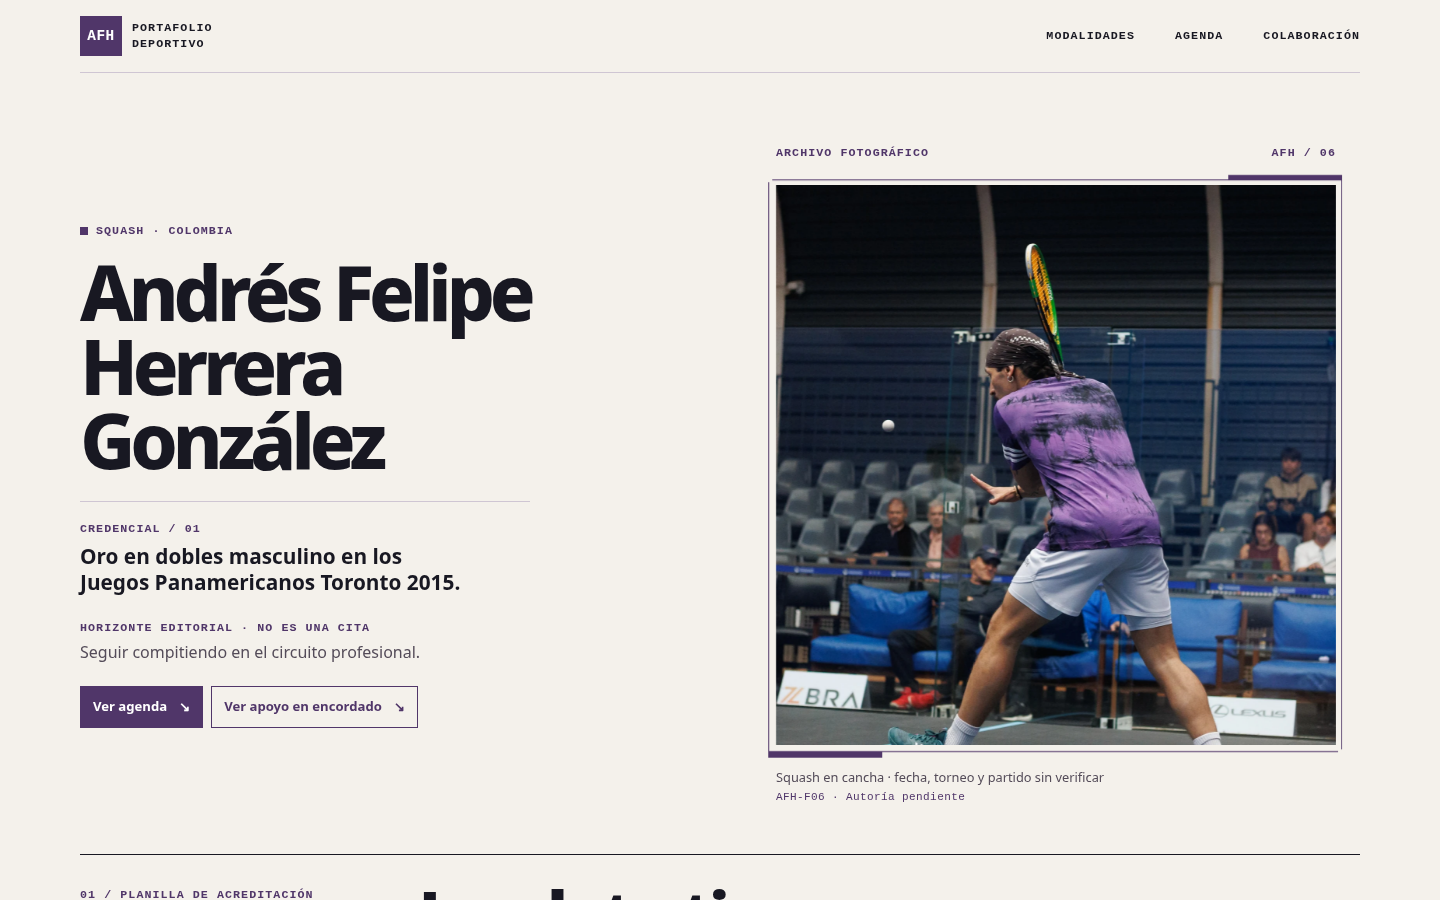 AFH
PORTAFOLIO
DEPORTIVO
MODALIDADES
AGENDA
COLABORACIÓN
SQUASH · COLOMBIA
Andrés Felipe
Herrera
González
CREDENCIAL / 01
Oro en dobles masculino en los
Juegos Panamericanos Toronto 2015.
HORIZONTE EDITORIAL · NO ES UNA CITA
Seguir compitiendo en el circuito profesional.
Ver agenda ↘
Ver apoyo en encordado ↘
ARCHIVO FOTOGRÁFICO
AFH / 06
ZBRA
LEXUS
Squash en cancha · fecha, torneo y partido sin verificar
AFH-F06 · Autoría pendiente
01 / PLANILLA DE ACREDITACIÓN